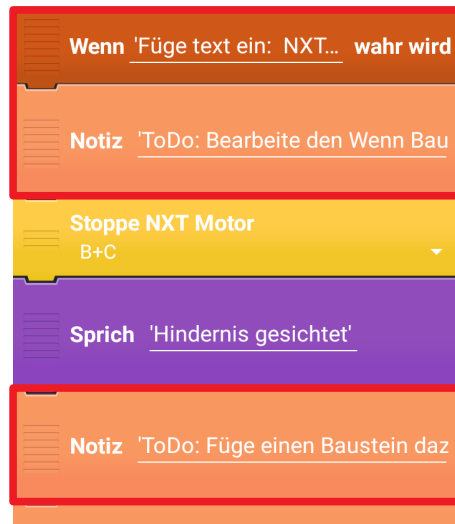 Wenn 'Füge text ein:  NXT... wahr wird
Notiz 'ToDo: Bearbeite den Wenn Bau
Stoppe NXT Motor
B+C
Sprich 'Hindernis gesichtet'
Notiz 'ToDo: Füge einen Baustein daz